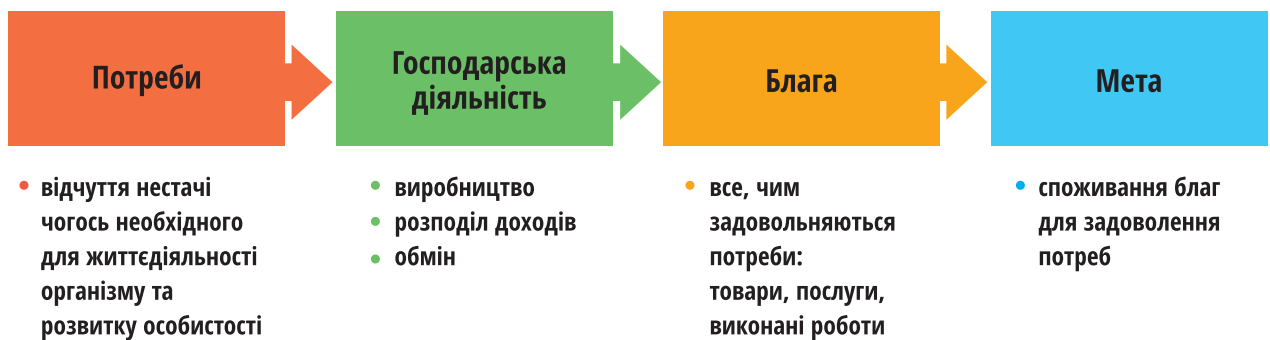 Потреби
Господарська
діяльність
Блага
Мета
• відчуття нестачі
чогось необхідного
для життєдіяльності
організму та
розвитку особистості
• виробництво
• розподіл доходів
• обмін
• все, чим
задовольняються
потреби:
товари, послуги,
виконані роботи
• споживання благ
для задоволення
потреб